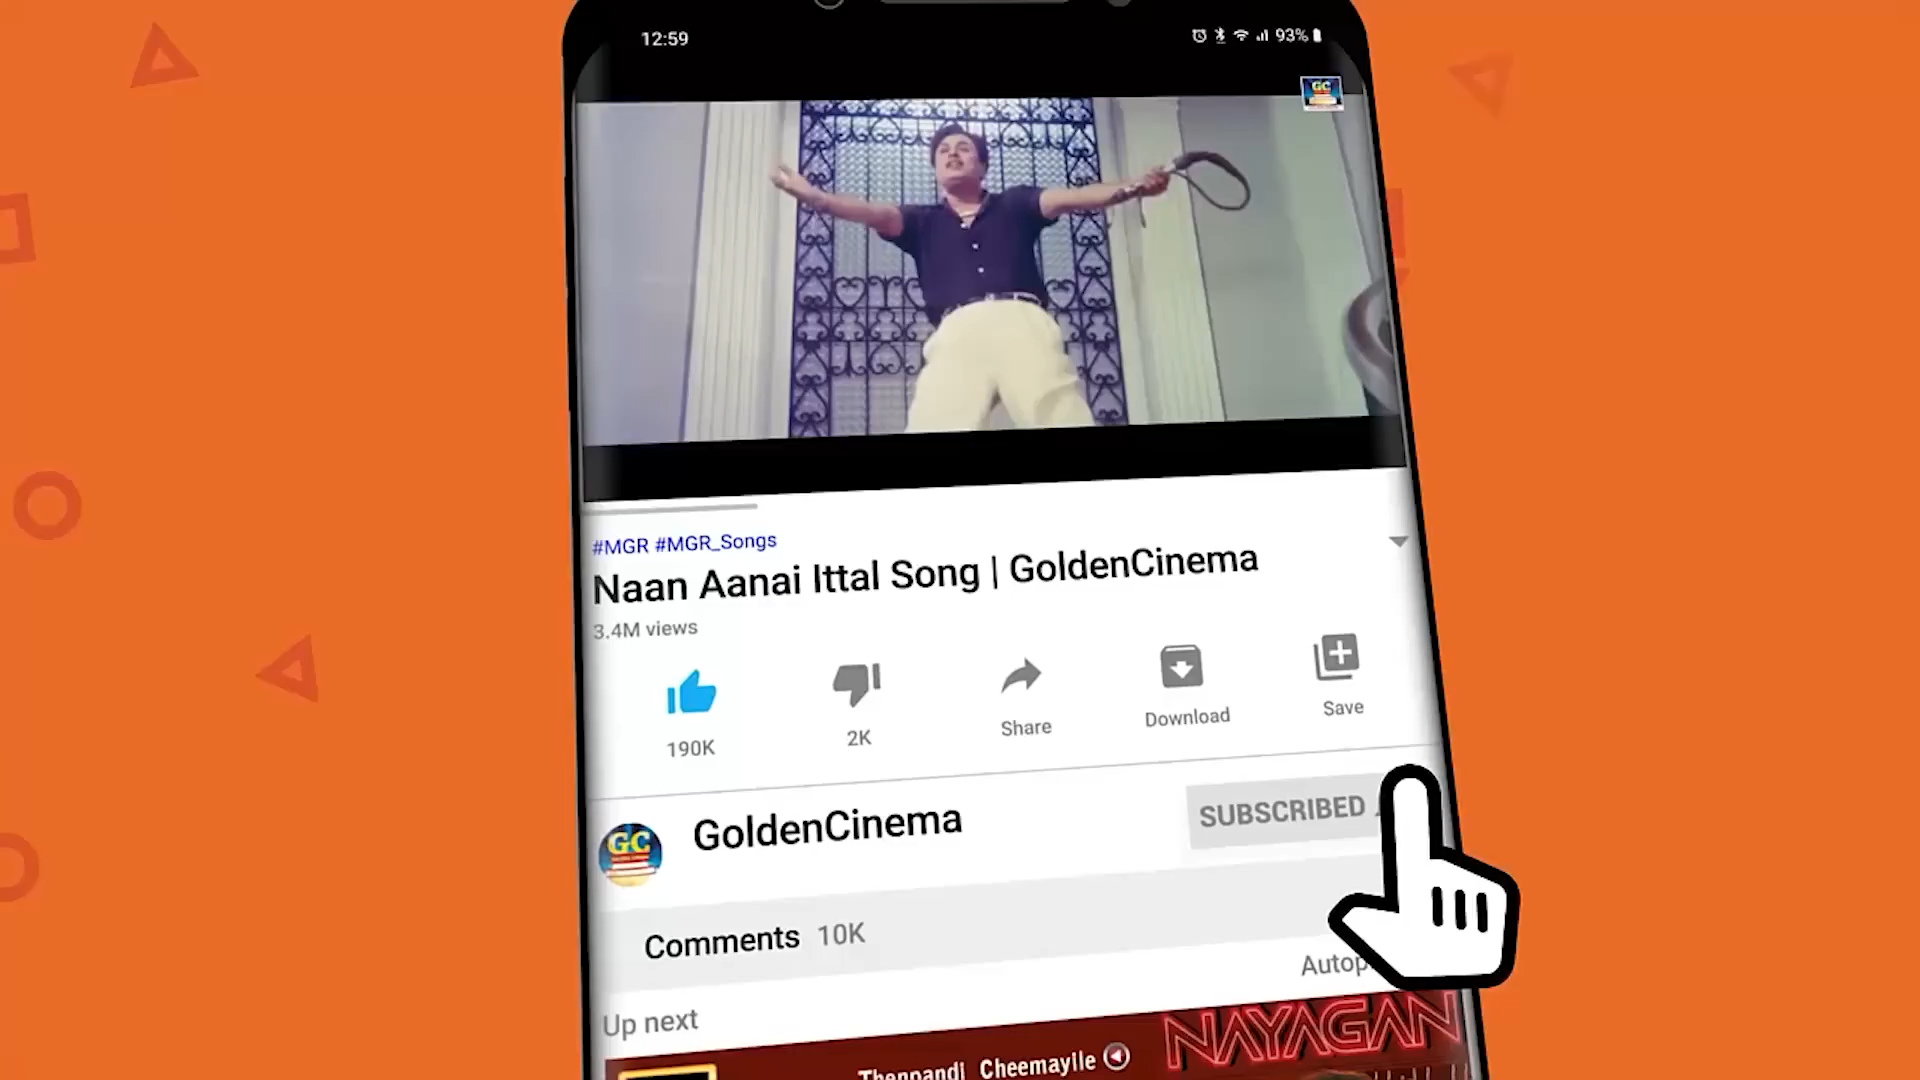 12:59
93%
GC
#MGR #MGR_Songs
Naan Aanai Ittal Song | GoldenCinema
3.4M views
190K
2K
Share
Download
Save
GC
GoldenCinema
SUBSCRIBED
Comments 10K
Up next
NAYAGAN
Thenpandi Cheemayile